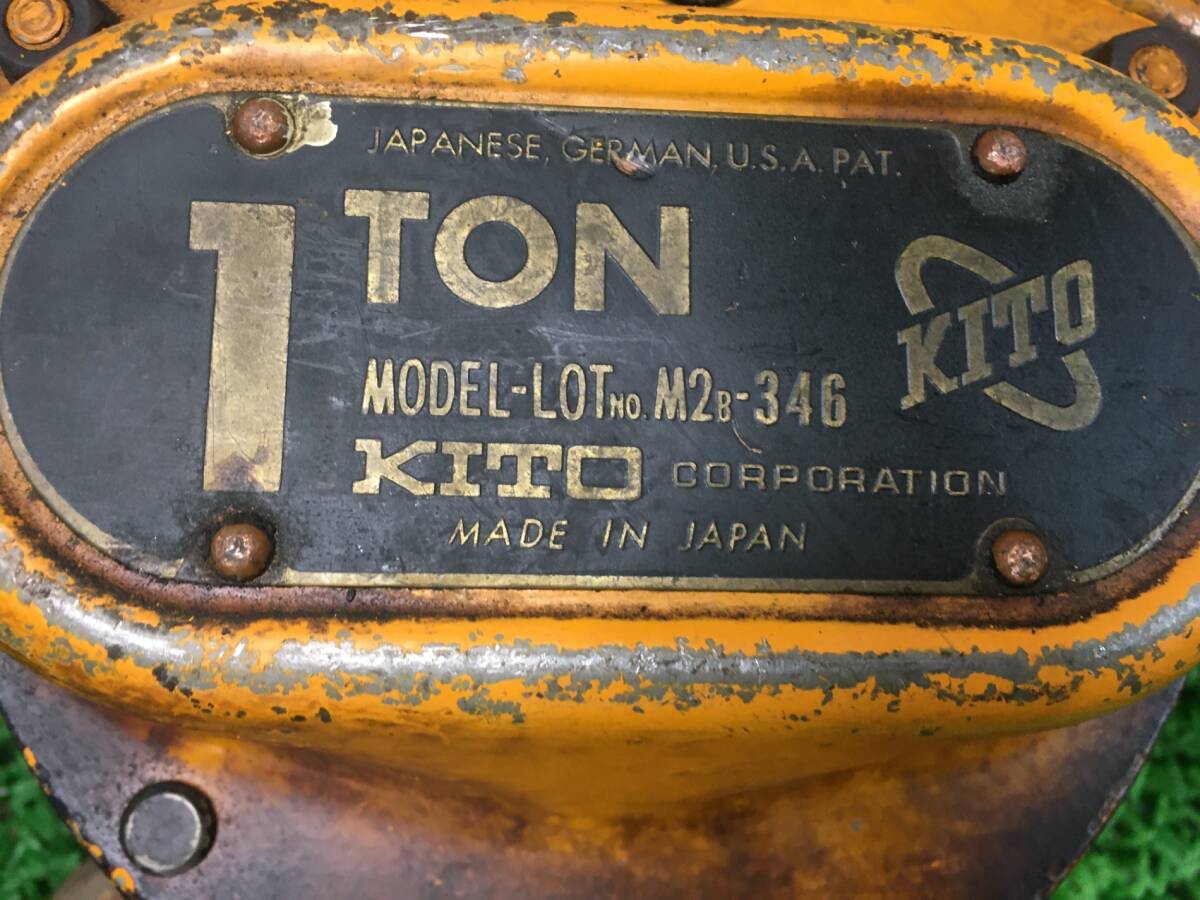 JAPANESE, GERMAN, U.S.A. PAT.
1 TON
KITO
MODEL-LOT NO. M2B-346
KITO CORPORATION
MADE IN JAPAN